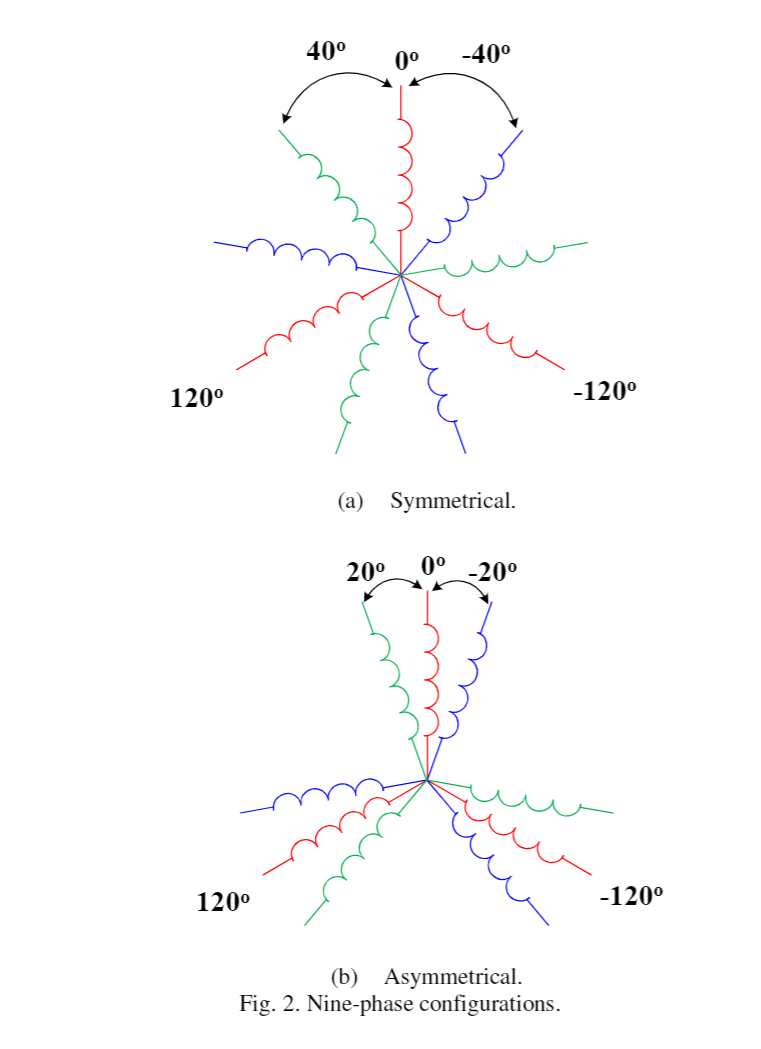 40º 0º -40º
120º -120º
(a) Symmetrical.
20º 0º -20º
120º -120º
(b) Asymmetrical.
Fig. 2. Nine-phase configurations.